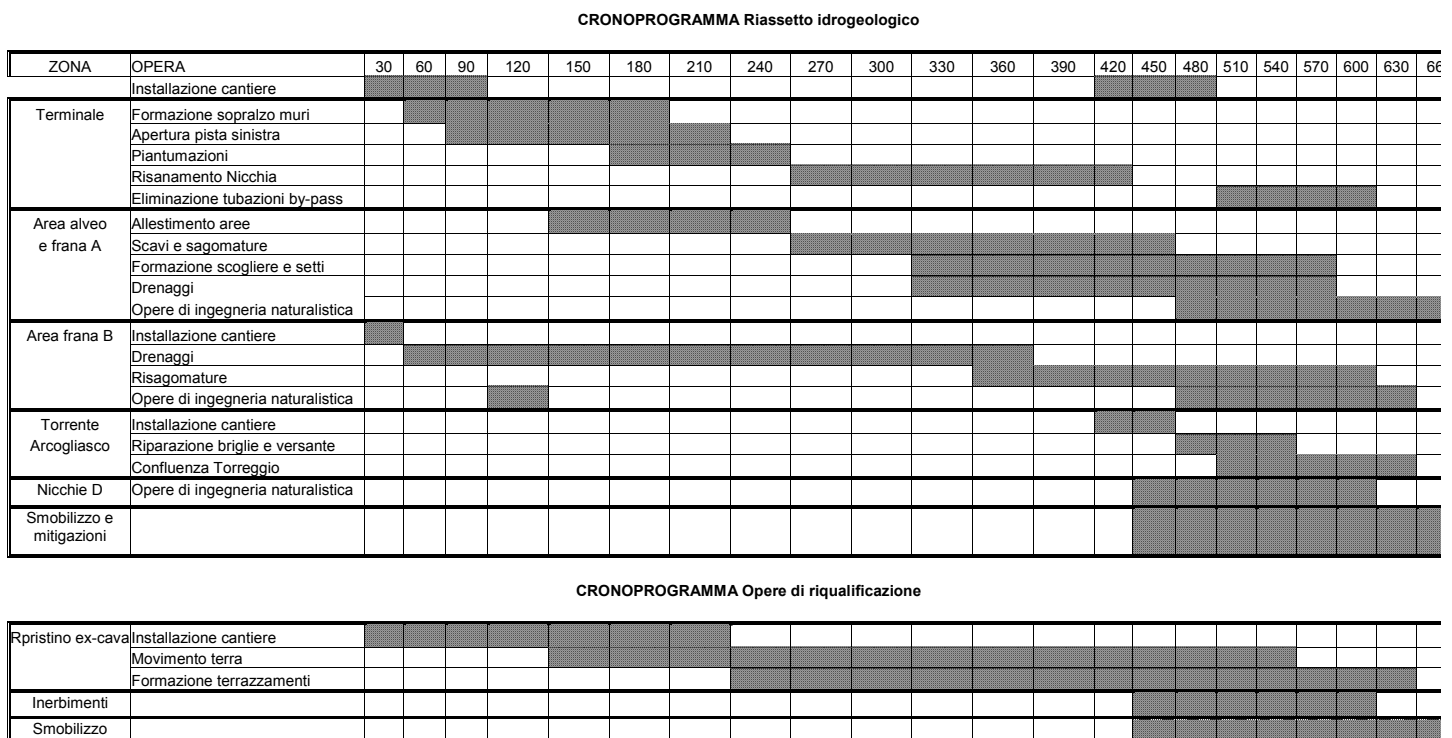 CRONOPROGRAMMA Riassetto idrogeologico
ZONA OPERA 30 60 90 120 150 180 210 240 270 300 330 360 390 420 450 480 510 540 570 600 630 66
Installazione cantiere
Terminale Formazione sopralzo muri
Apertura pista sinistra
Piantumazioni
Risanamento Nicchia
Eliminazione tubazioni by-pass
Area alveo Allestimento aree
e frana A Scavi e sagomature
Formazione scogliere e setti
Drenaggi
Opere di ingegneria naturalistica
Area frana B Installazione cantiere
Drenaggi
Risagomature
Opere di ingegneria naturalistica
Torrente Installazione cantiere
Arcogliasco Riparazione briglie e versante
Confluenza Torreggio
Nicchie D Opere di ingegneria naturalistica
Smobilizzo e
mitigazioni
CRONOPROGRAMMA Opere di riqualificazione
Rpristino ex-cava Installazione cantiere
Movimento terra
Formazione terrazzamenti
Inerbimenti
Smobilizzo